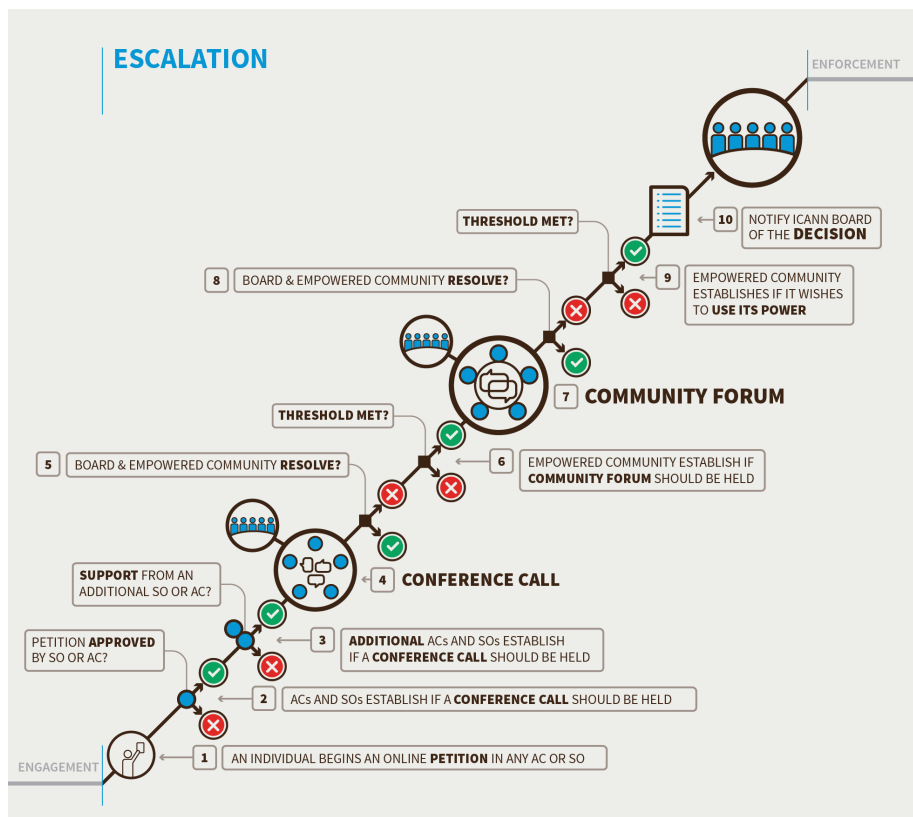 ESCALATION
ENFORCEMENT
THRESHOLD MET?
10
NOTIFY ICANN BOARD
OF THE DECISION
8
BOARD & EMPOWERED COMMUNITY RESOLVE?
9
EMPOWERED COMMUNITY
ESTABLISHES IF IT WISHES
TO USE ITS POWER
7
COMMUNITY FORUM
THRESHOLD MET?
5
BOARD & EMPOWERED COMMUNITY RESOLVE?
6
EMPOWERED COMMUNITY ESTABLISH IF
COMMUNITY FORUM SHOULD BE HELD
4
CONFERENCE CALL
SUPPORT FROM AN
ADDITIONAL SO OR AC?
3
ADDITIONAL ACs AND SOs ESTABLISH
IF A CONFERENCE CALL SHOULD BE HELD
PETITION APPROVED
BY SO OR AC?
2
ACs AND SOs ESTABLISH IF A CONFERENCE CALL SHOULD BE HELD
1
AN INDIVIDUAL BEGINS AN ONLINE PETITION IN ANY AC OR SO
ENGAGEMENT